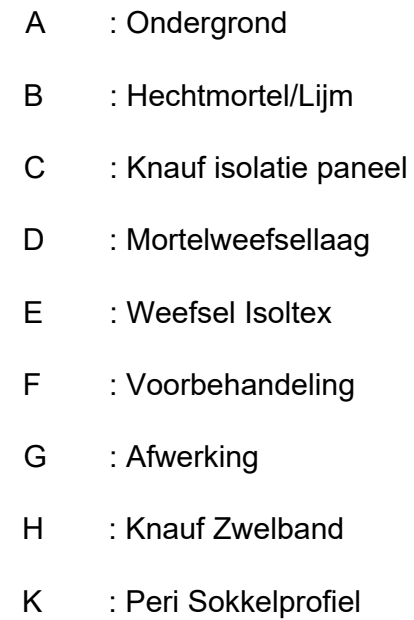 A : Ondergrond
B : Hechtmortel/Lijm
C : Knauf isolatie paneel
D : Mortelweefsellaag
E : Weefsel Isoltex
F : Voorbehandeling
G : Afwerking
H : Knauf Zwelband
K : Peri Sokkelprofiel